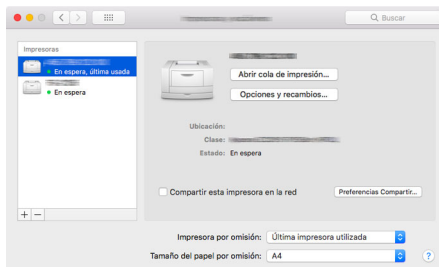 Buscar
Impresoras
En espera, última usada
En espera
Abrir cola de impresión...
Opciones y recambios...
Ubicación:
Clase:
Estado: En espera
Compartir esta impresora en la red
Preferencias Compartir...
+ −
Impresora por omisión: Última impresora utilizada
Tamaño del papel por omisión: A4
?